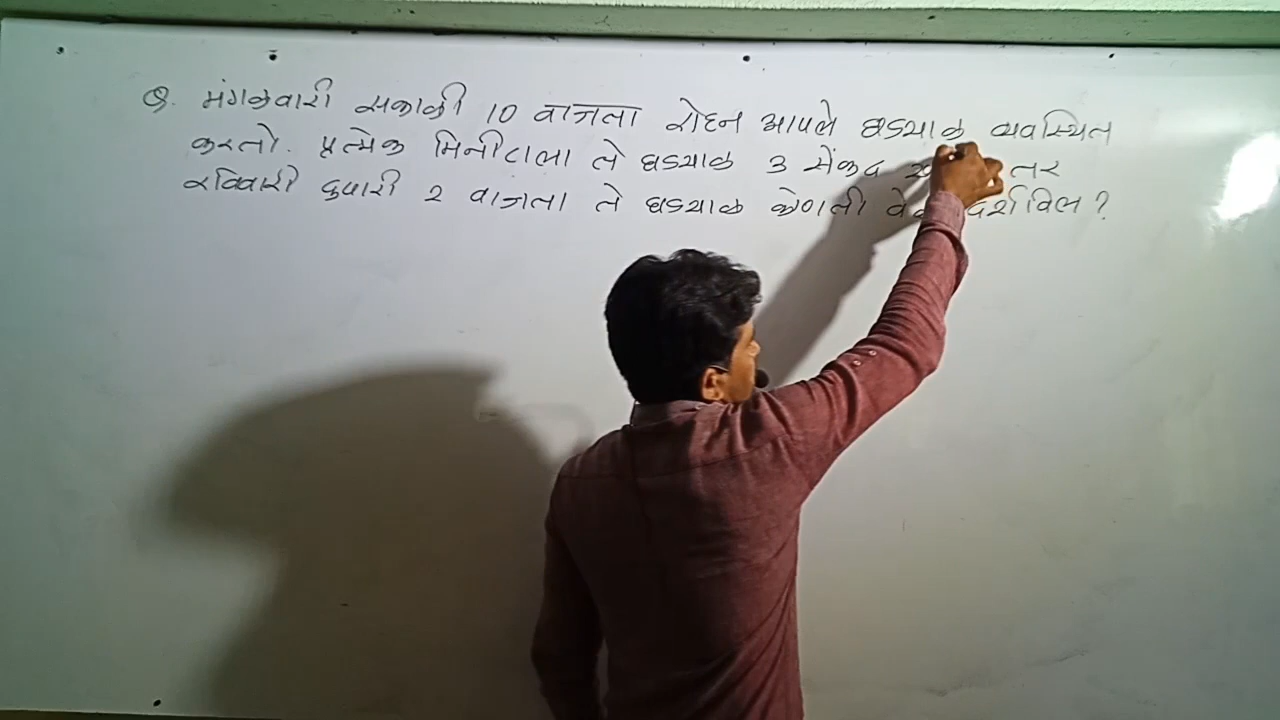 Q. मंगळवारी सकाळी 10 वाजता रोहन आपले घड्याळ व्यवस्थित
करतो. प्रत्येक मिनीटाला ते घड्याळ 3 सेंकद तर
रविवारी दुपारी 2 वाजता ते घड्याळ कोणती दर्शविल ?